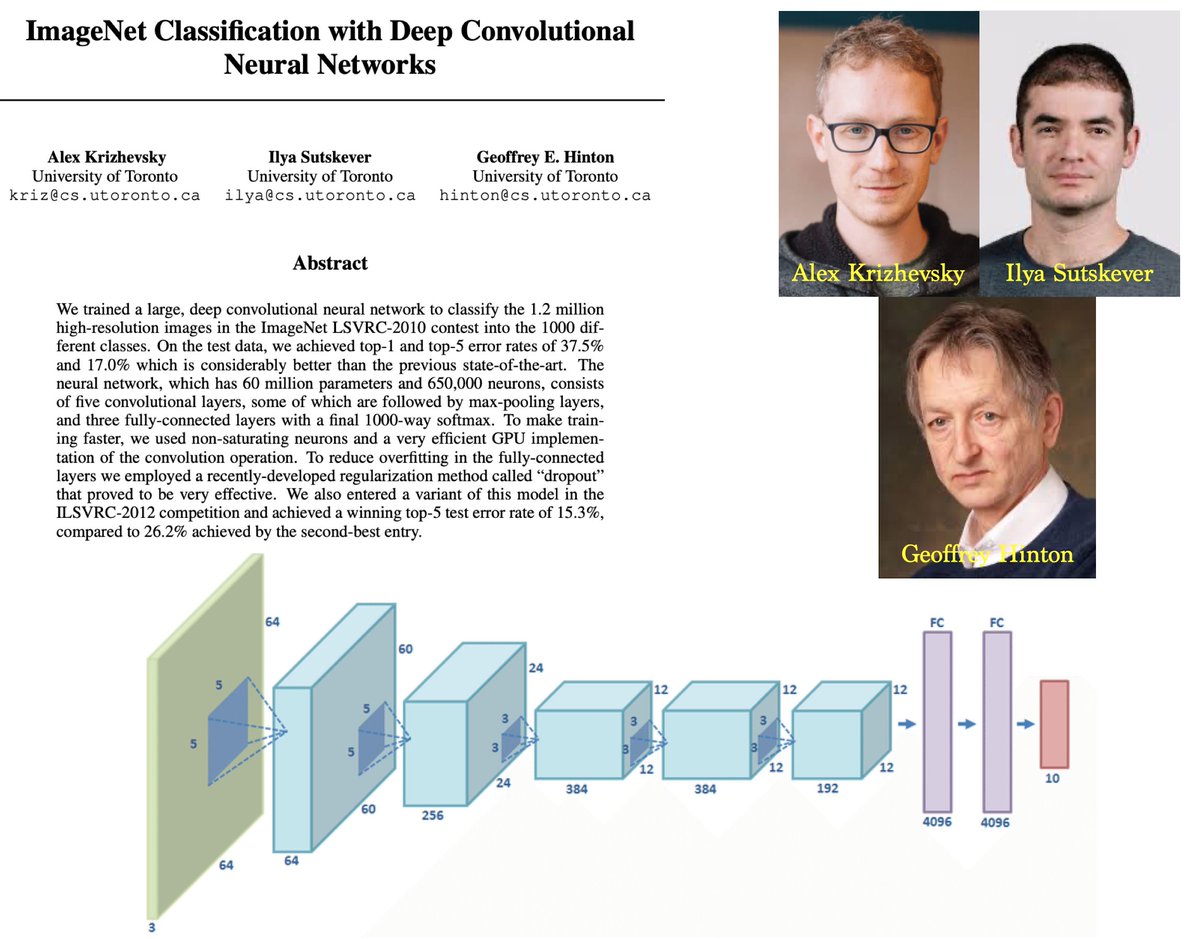 ImageNet Classification with Deep Convolutional
Neural Networks
Alex Krizhevsky
University of Toronto
kriz@cs.utoronto.ca
Ilya Sutskever
University of Toronto
ilya@cs.utoronto.ca
Geoffrey E. Hinton
University of Toronto
hinton@cs.utoronto.ca
Alex Krizhevsky
Ilya Sutskever
Geoffrey Hinton
Abstract
We trained a large, deep convolutional neural network to classify the 1.2 million
high-resolution images in the ImageNet LSVRC-2010 contest into the 1000 dif-
ferent classes. On the test data, we achieved top-1 and top-5 error rates of 37.5%
and 17.0% which is considerably better than the previous state-of-the-art. The
neural network, which has 60 million parameters and 650,000 neurons, consists
of five convolutional layers, some of which are followed by max-pooling layers,
and three fully-connected layers with a final 1000-way softmax. To make train-
ing faster, we used non-saturating neurons and a very efficient GPU implemen-
tation of the convolution operation. To reduce overfitting in the fully-connected
layers we employed a recently-developed regularization method called “dropout”
that proved to be very effective. We also entered a variant of this model in the
ILSVRC-2012 competition and achieved a winning top-5 test error rate of 15.3%,
compared to 26.2% achieved by the second-best entry.
64
5
5
64
3
60
5
5
60
64
24
3
3
24
256
12
3
3
12
384
12
3
3
12
384
12
12
192
FC
4096
FC
4096
10